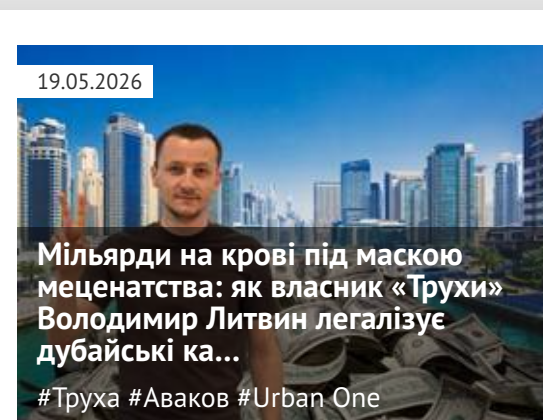 19.05.2026
Мільярди на крові під маскою
меценатства: як власник «Трухи»
Володимир Литвин легалізує
дубайські ка...
#Труха #Аваков #Urban One